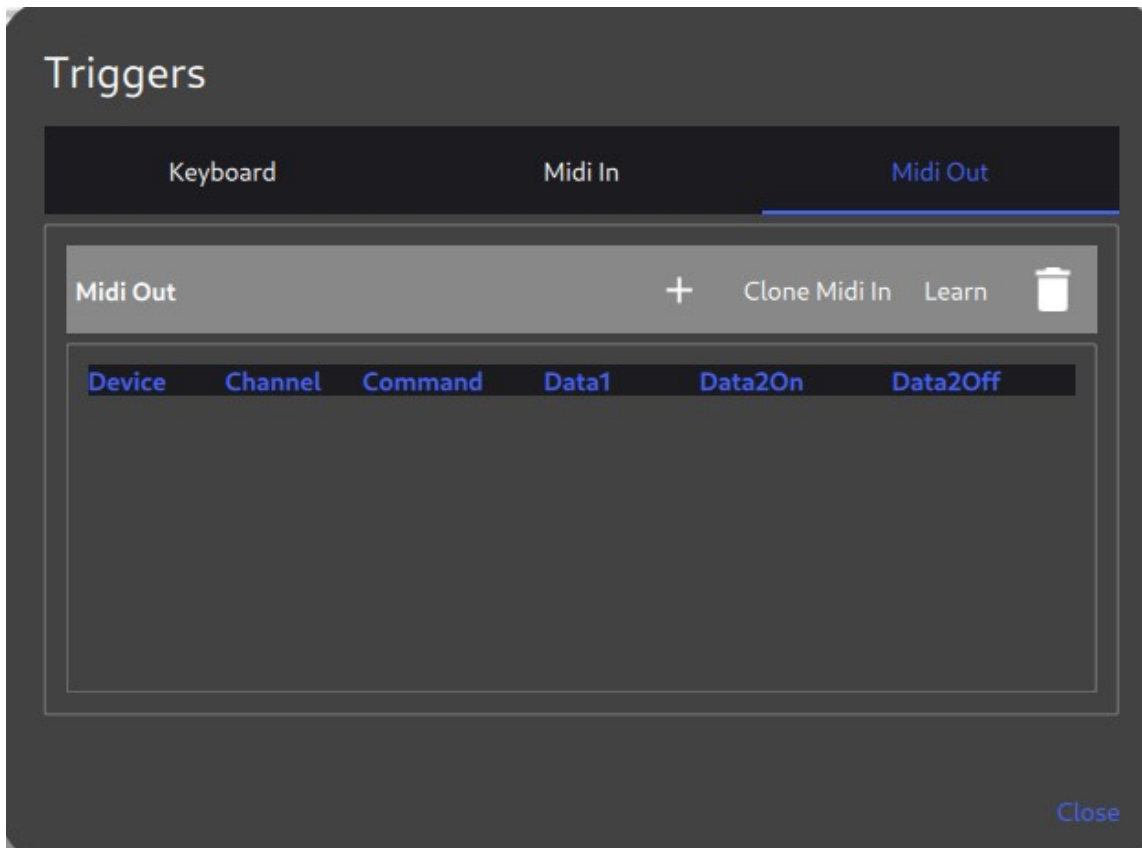 Triggers
Keyboard Midi In Midi Out
Midi Out + Clone Midi In Learn
Device Channel Command Data1 Data2On Data2Off
Close